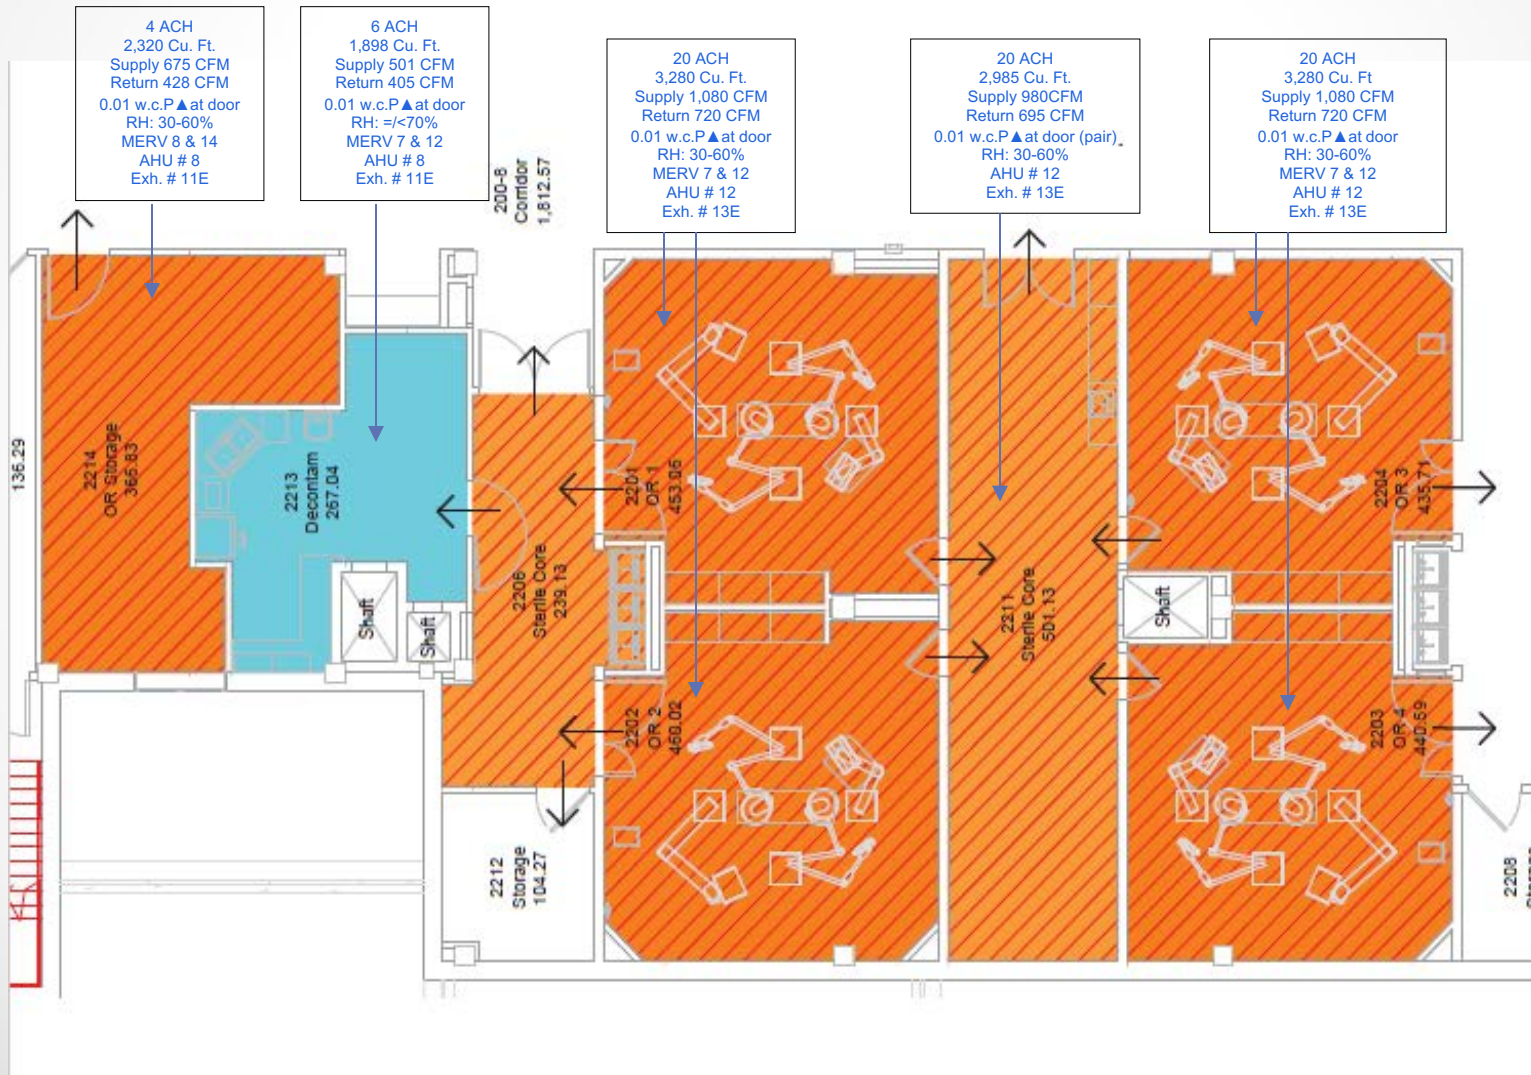 4 ACH
2,320 Cu. Ft.
Supply 675 CFM
Return 428 CFM
0.01 w.c.P▲at door
RH: 30-60%
MERV 8 & 14
AHU # 8
Exh. # 11E
6 ACH
1,898 Cu. Ft.
Supply 501 CFM
Return 405 CFM
0.01 w.c.P▲at door
RH: =/<70%
MERV 7 & 12
AHU # 8
Exh. # 11E
20 ACH
3,280 Cu. Ft.
Supply 1,080 CFM
Return 720 CFM
0.01 w.c.P▲at door
RH: 30-60%
MERV 7 & 12
AHU # 12
Exh. # 13E
20 ACH
2,985 Cu. Ft.
Supply 980CFM
Return 695 CFM
0.01 w.c.P▲at door (pair)
RH: 30-60%
AHU # 12
Exh. # 13E
20 ACH
3,280 Cu. Ft
Supply 1,080 CFM
Return 720 CFM
0.01 w.c.P▲at door
RH: 30-60%
MERV 7 & 12
AHU # 12
Exh. # 13E
200-8
Corridor
1,812.57
136.29
2214
OR Storage
365.83
2213
Decontam
267.04
Shaft
Shaft
2206
Sterile Core
239.13
2212
Storage
104.27
2201
OR 1
453.06
2202
OR 2
460.02
2211
Sterile Core
501.13
Shaft
2204
OR 3
435.71
2203
OR 4
440.59
2208